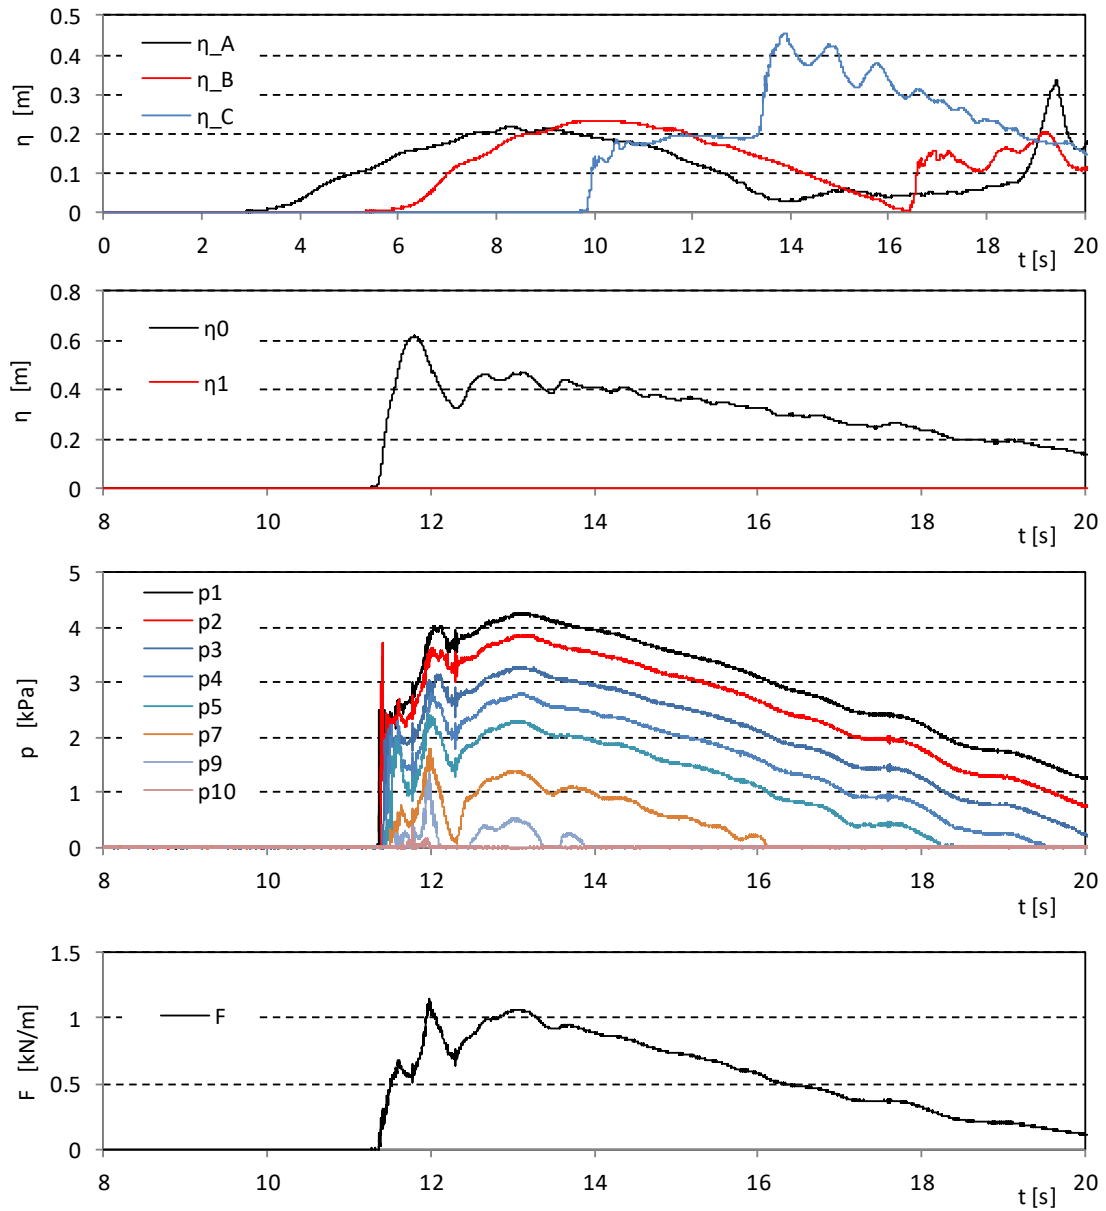 0.5
0.4
0.3
0.2
0.1
0
η [m]
η_A
η_B
η_C
0 2 4 6 8 10 12 14 16 18 20
t [s]
0.8
0.6
0.4
0.2
0
η [m]
η0
η1
8 10 12 14 16 18 20
t [s]
5
4
3
2
1
0
p [kPa]
p1
p2
p3
p4
p5
p7
p9
p10
8 10 12 14 16 18 20
t [s]
1.5
1
0.5
0
F [kN/m]
F
8 10 12 14 16 18 20
t [s]